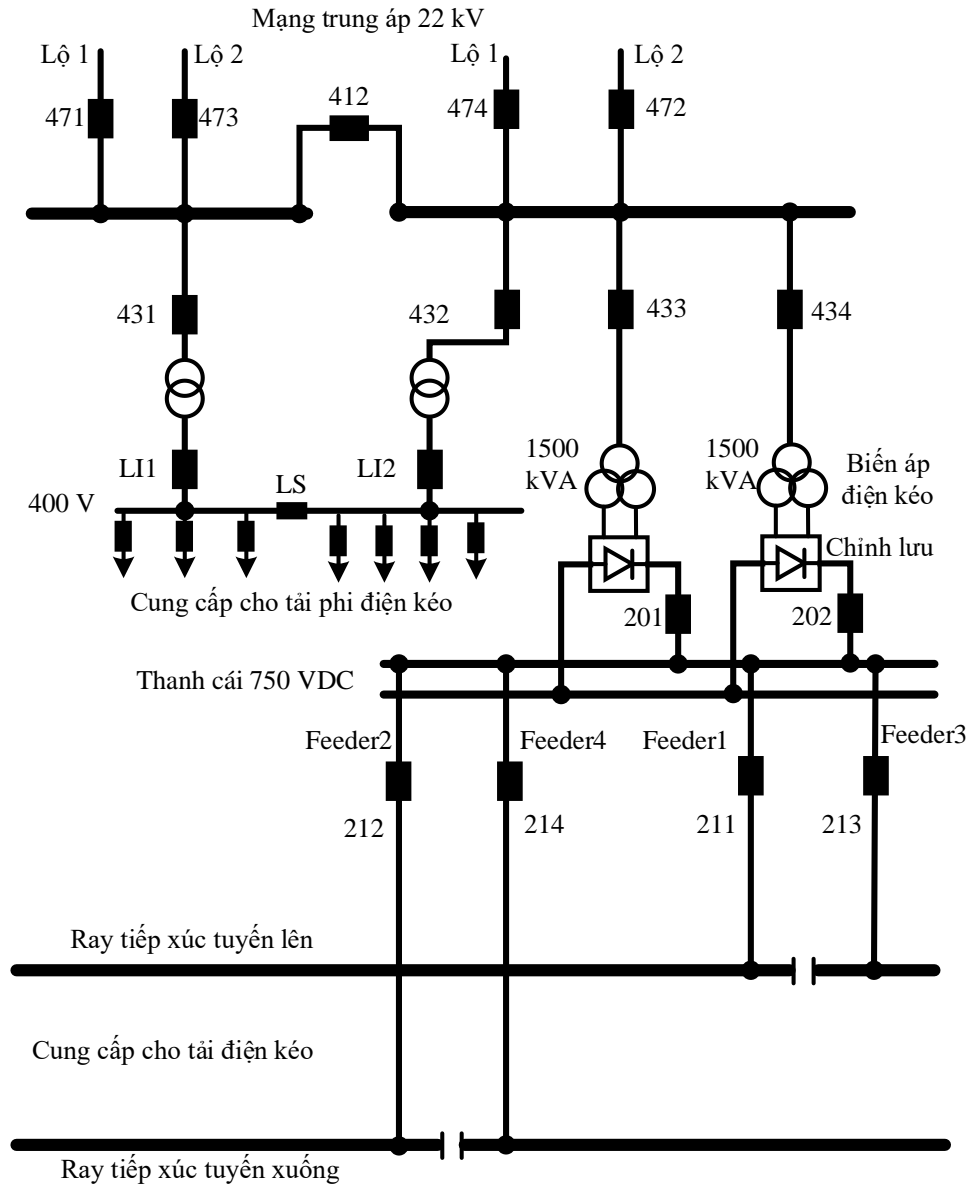 Mạng trung áp 22 kV
Lộ 1
Lộ 2
Lộ 1
Lộ 2
471
473
412
474
472
431
432
433
434
LI1
LS
LI2
400 V
1500
kVA
1500
kVA
Biến áp
điện kéo
Chỉnh lưu
Cung cấp cho tải phi điện kéo
201
202
Thanh cái 750 VDC
Feeder2
Feeder4
Feeder1
Feeder3
212
214
211
213
Ray tiếp xúc tuyến lên
Cung cấp cho tải điện kéo
Ray tiếp xúc tuyến xuống